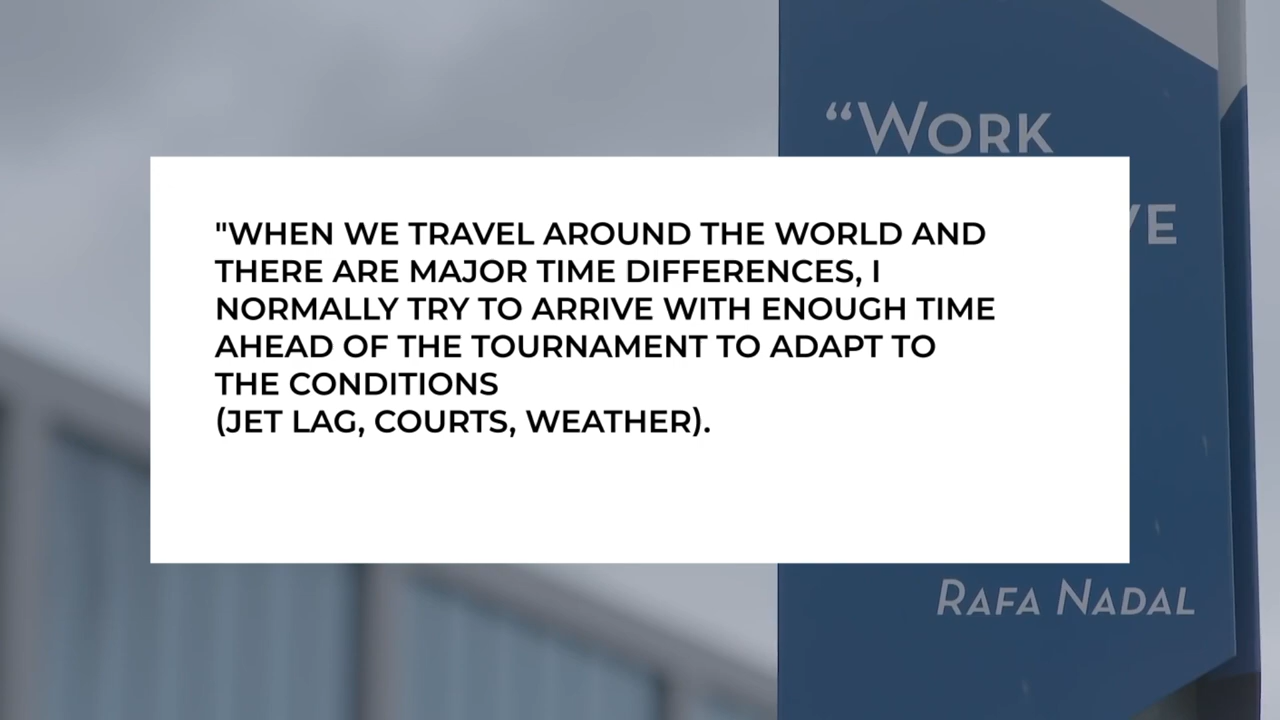 “WORK
"WHEN WE TRAVEL AROUND THE WORLD AND
THERE ARE MAJOR TIME DIFFERENCES, I
NORMALLY TRY TO ARRIVE WITH ENOUGH TIME
AHEAD OF THE TOURNAMENT TO ADAPT TO
THE CONDITIONS
(JET LAG, COURTS, WEATHER).
RAFA NADAL